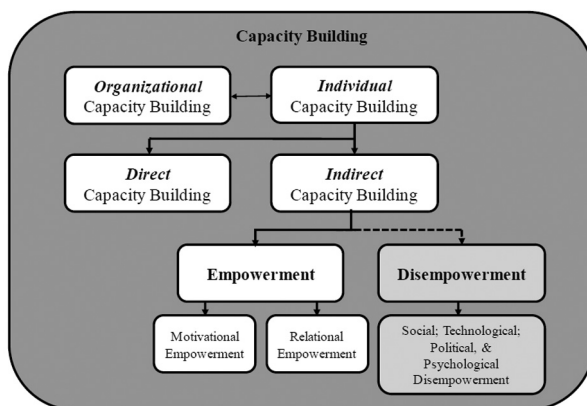 Capacity Building
Organizational
Capacity Building
Individual
Capacity Building
Direct
Capacity Building
Indirect
Capacity Building
Empowerment
Disempowerment
Motivational
Empowerment
Relational
Empowerment
Social; Technological;
Political, &
Psychological
Disempowerment